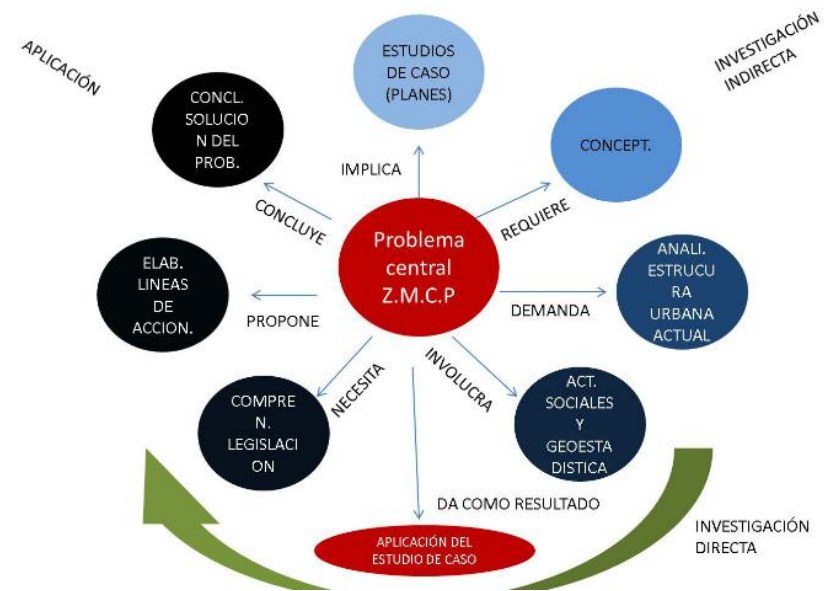 APLICACIÓN
INVESTIGACIÓN
INDIRECTA
ESTUDIOS
DE CASO
(PLANES)
CONCL.
SOLUCIO
N DEL
PROB.
CONCEPT.
IMPLICA
CONCLUYE
REQUIERE
Problema
central
Z.M.C.P
ELAB.
LINEAS
DE
ACCION.
PROPONE
DEMANDA
ANALI.
ESTRUCU
RA
URBANA
ACTUAL
NECESITA
INVOLUCRA
COMPRE
N.
LEGISLACI
ON
ACT.
SOCIALES
Y
GEOESTA
DISTICA
DA COMO RESULTADO
APLICACIÓN DEL
ESTUDIO DE CASO
INVESTIGACIÓN
DIRECTA